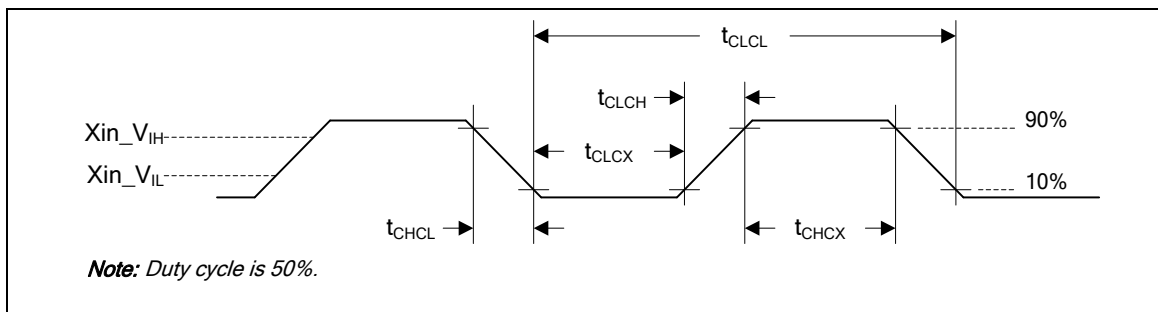 tCLCL
tCLCH
Xin_VIH
90%
tCLCX
Xin_VIL
10%
tCHCL
tCHCX
Note: Duty cycle is 50%.